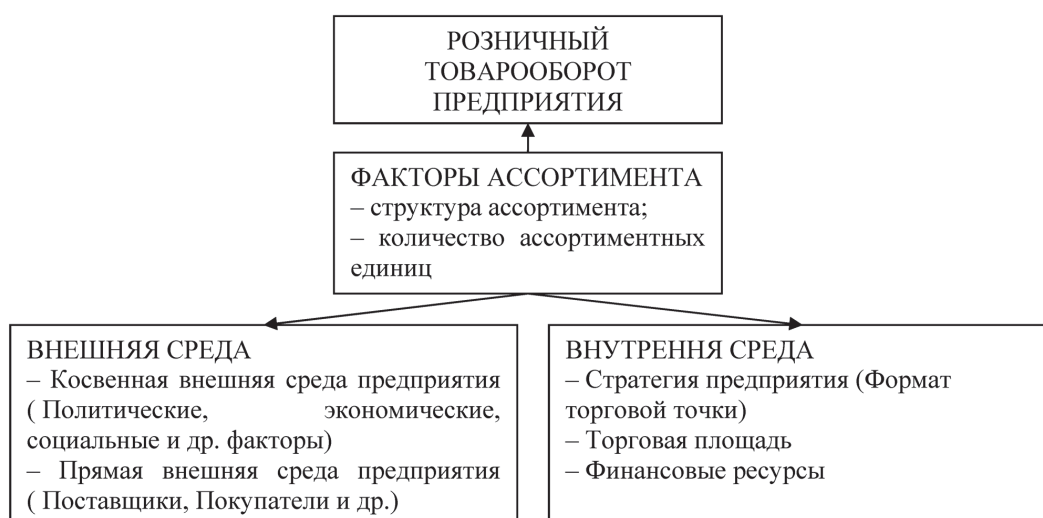 РОЗНИЧНЫЙ
ТОВАРООБОРОТ
ПРЕДПРИЯТИЯ
ФАКТОРЫ АССОРТИМЕНТА
– структура ассортимента;
– количество ассортиментных
единиц
ВНЕШНЯЯ СРЕДА
– Косвенная внешняя среда предприятия
( Политические, экономические,
социальные и др. факторы)
– Прямая внешняя среда предприятия
( Поставщики, Покупатели и др.)
ВНУТРЕННЯ СРЕДА
– Стратегия предприятия (Формат
торговой точки)
– Торговая площадь
– Финансовые ресурсы